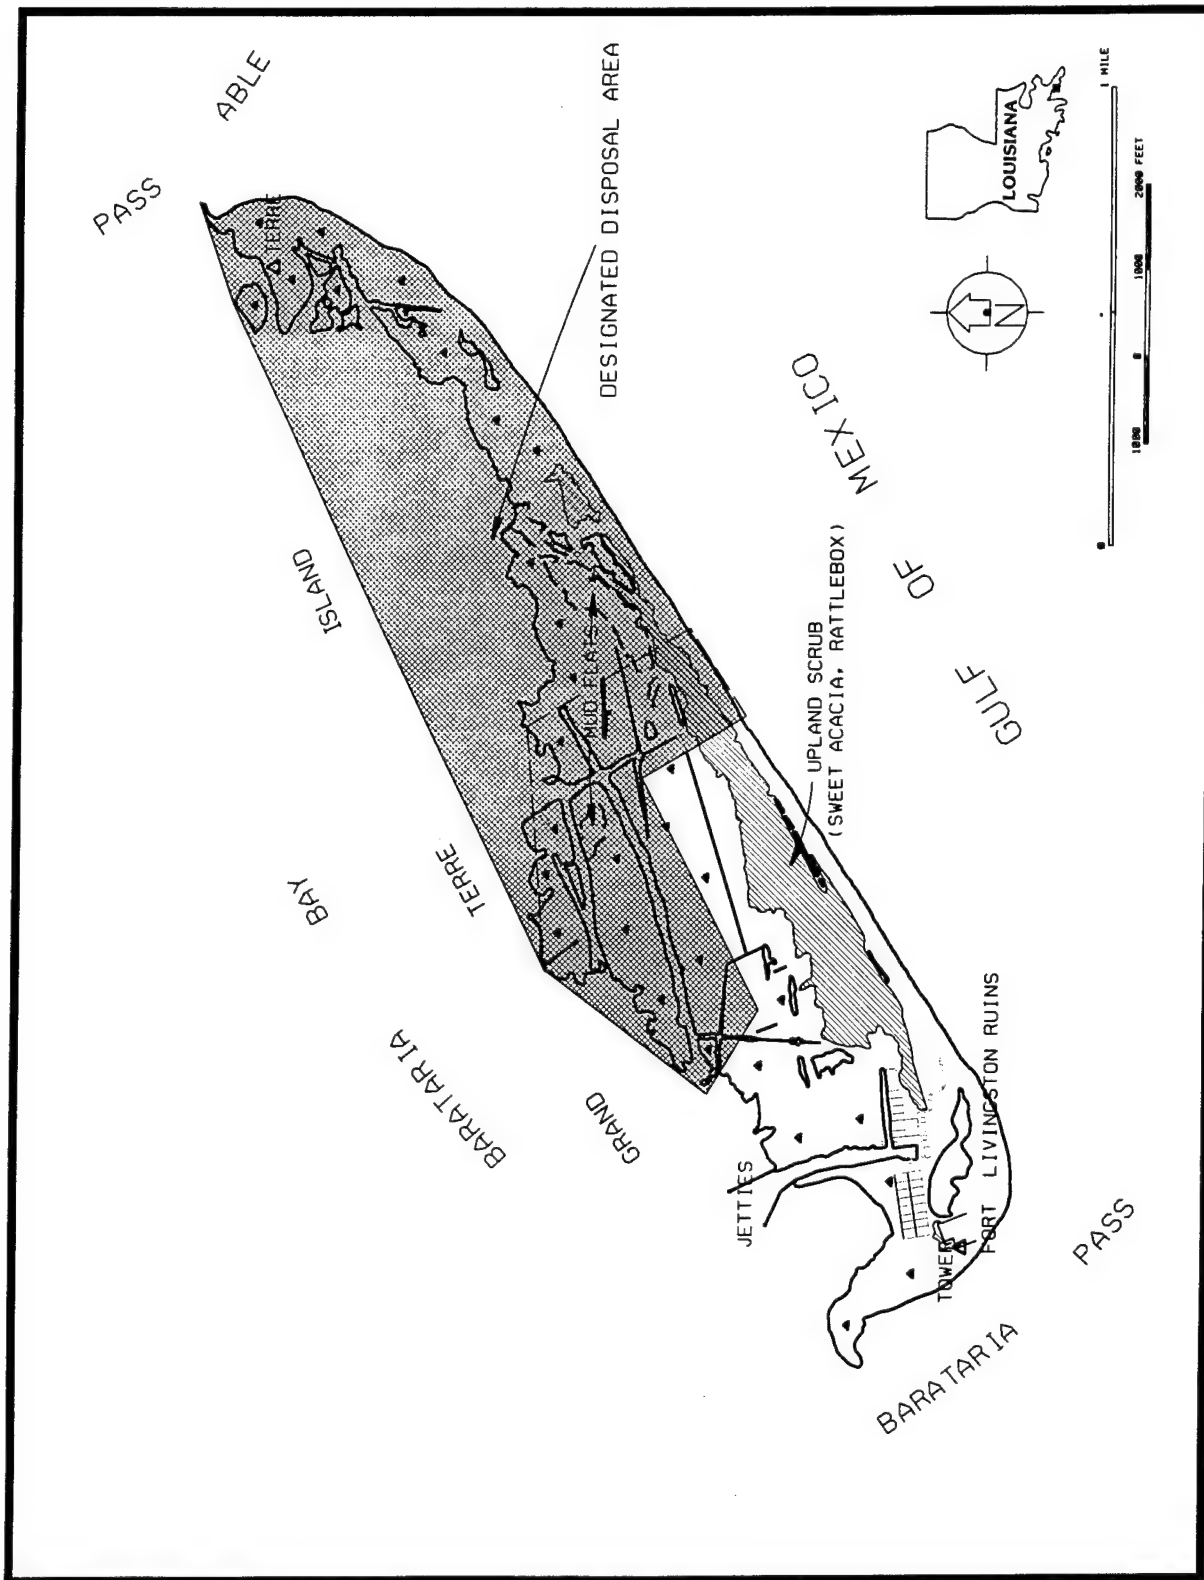 PASS ABLE
TERRE
DESIGNATED DISPOSAL AREA
BARATARIA BAY
GRAND TERRE ISLAND
MUD FLATS
UPLAND SCRUB
(SWEET ACACIA, RATTLEBOX)
GULF OF MEXICO
JETTIES
TOWER
FORT LIVINGSTON RUINS
BARATARIA PASS
LOUISIANA
N
0 1 MILE
1000 0 1000 2000 FEET